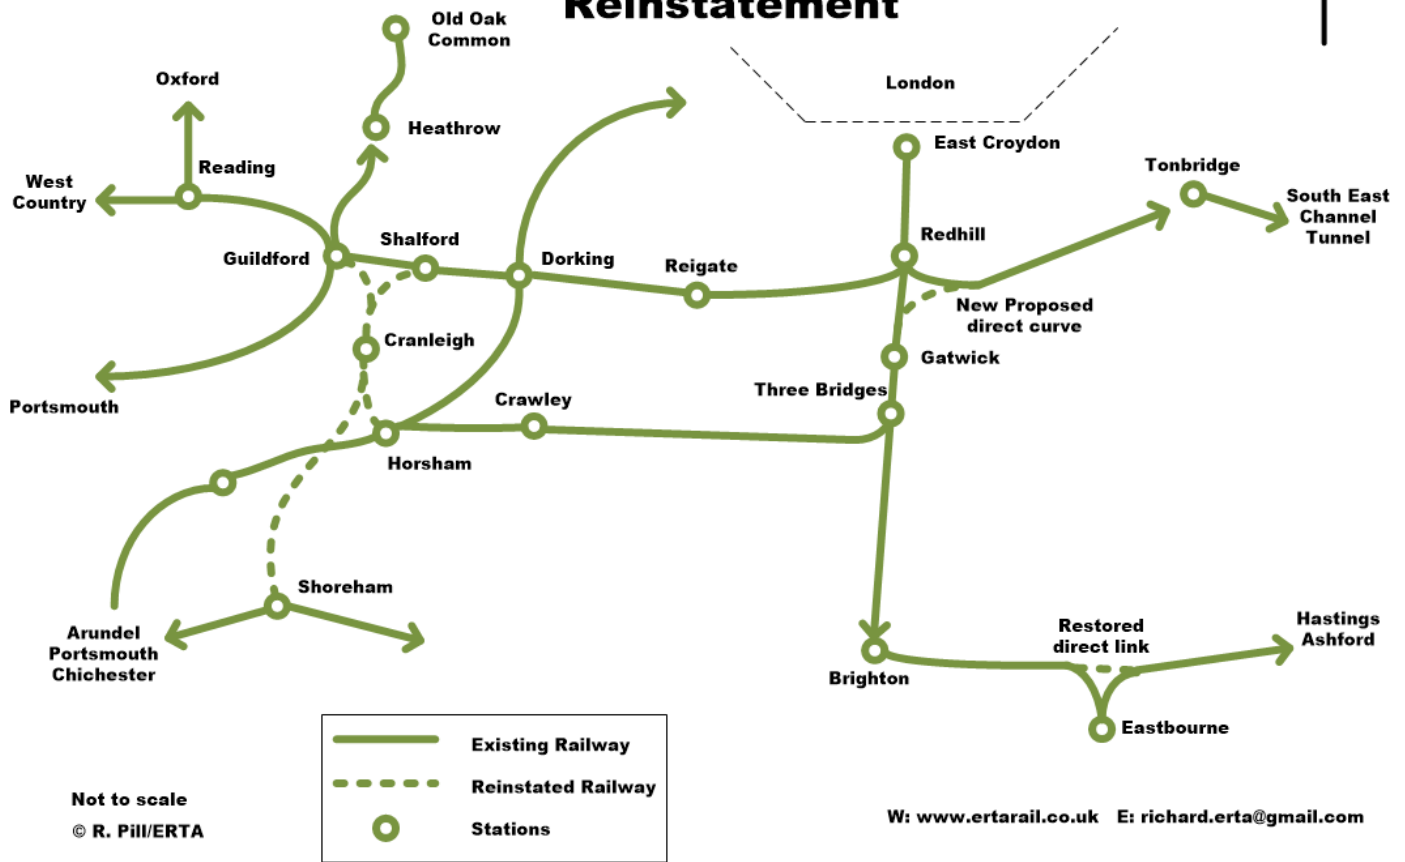 Reinstatement
Old Oak
Common
London
Oxford
Heathrow
East Croydon
Reading
Tonbridge
West
Country
South East
Channel
Tunnel
Guildford
Shalford
Dorking
Reigate
Redhill
New Proposed
direct curve
Cranleigh
Gatwick
Three Bridges
Portsmouth
Crawley
Horsham
Shoreham
Arundel
Portsmouth
Chichester
Restored
direct link
Hastings
Ashford
Brighton
Eastbourne
Existing Railway
Reinstated Railway
Stations
Not to scale
© R. Pill/ERTA
W: www.ertarail.co.uk E: richard.erta@gmail.com